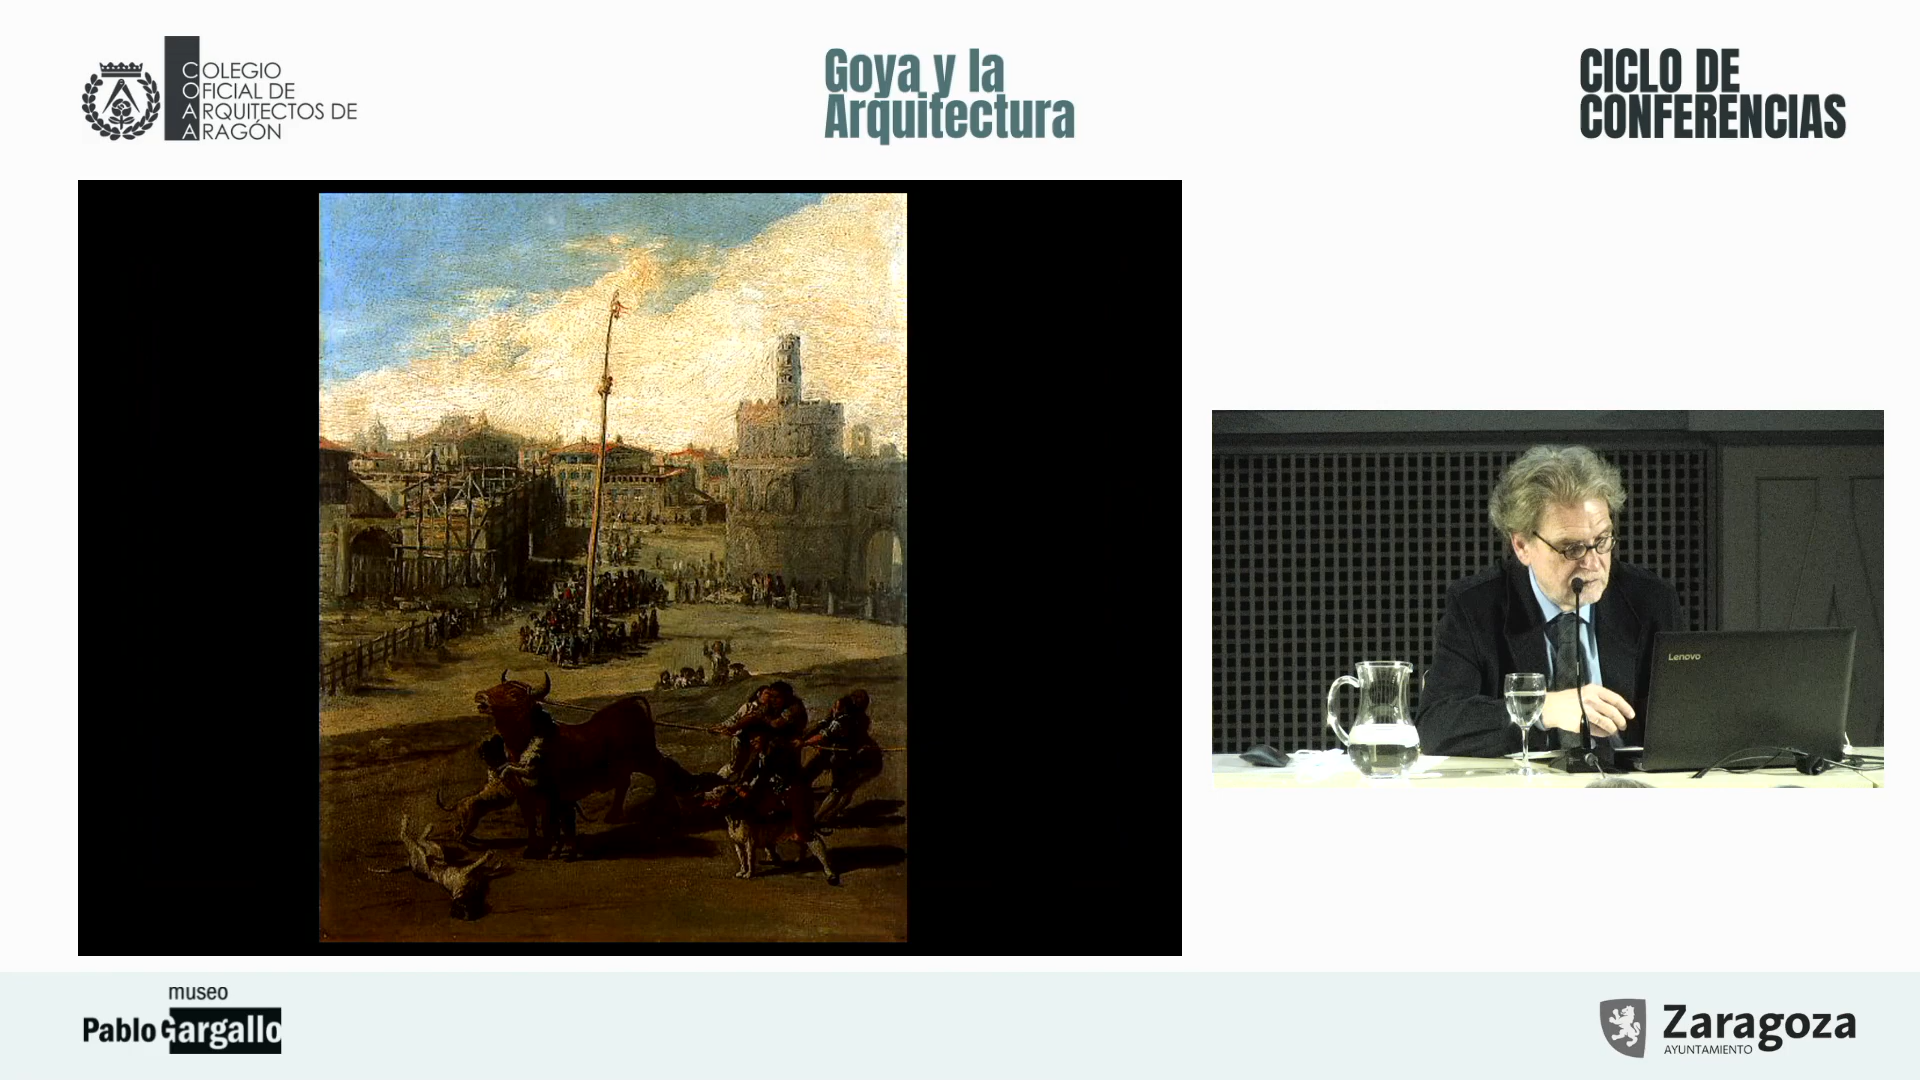 COLEGIO
OFICIAL DE
ARQUITECTOS DE
ARAGÓN
Goya y la
Arquitectura
CICLO DE
CONFERENCIAS
Lenovo
museo
Pablo Gargallo
Zaragoza
AYUNTAMIENTO